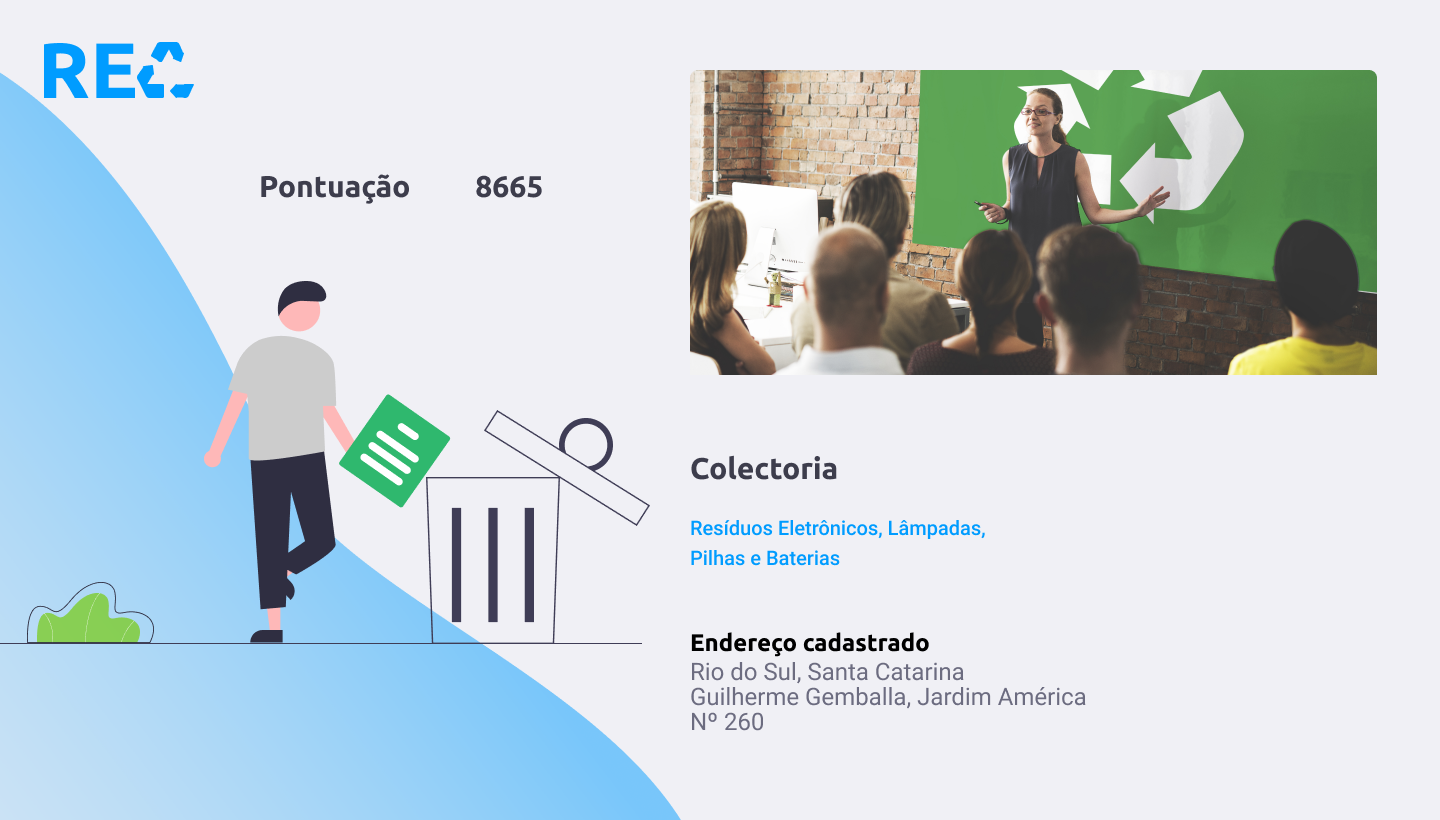 REC
Pontuação 8665
Colectoria
Resíduos Eletrônicos, Lâmpadas,
Pilhas e Baterias
Endereço cadastrado
Rio do Sul, Santa Catarina
Guilherme Gemballa, Jardim América
Nº 260